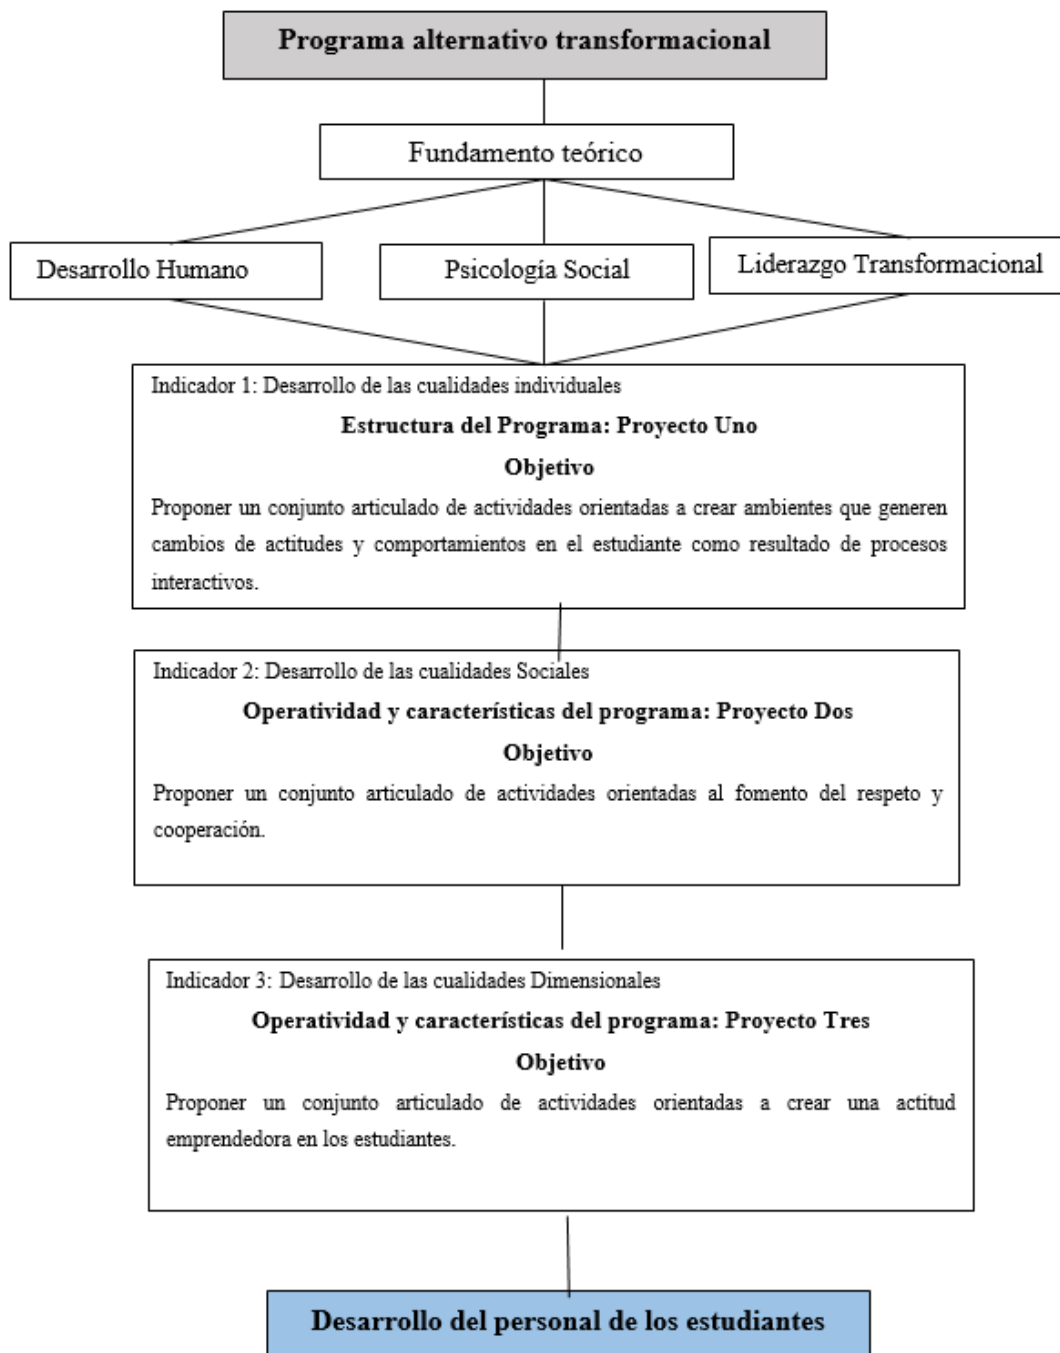 Programa alternativo transformacional
Fundamento teórico
Desarrollo Humano
Psicología Social
Liderazgo Transformacional
Indicador 1: Desarrollo de las cualidades individuales
Estructura del Programa: Proyecto Uno
Objetivo
Proponer un conjunto articulado de actividades orientadas a crear ambientes que generen
cambios de actitudes y comportamientos en el estudiante como resultado de procesos
interactivos.
Indicador 2: Desarrollo de las cualidades Sociales
Operatividad y características del programa: Proyecto Dos
Objetivo
Proponer un conjunto articulado de actividades orientadas al fomento del respeto y
cooperación.
Indicador 3: Desarrollo de las cualidades Dimensionales
Operatividad y características del programa: Proyecto Tres
Objetivo
Proponer un conjunto articulado de actividades orientadas a crear una actitud
emprendedora en los estudiantes.
Desarrollo del personal de los estudiantes